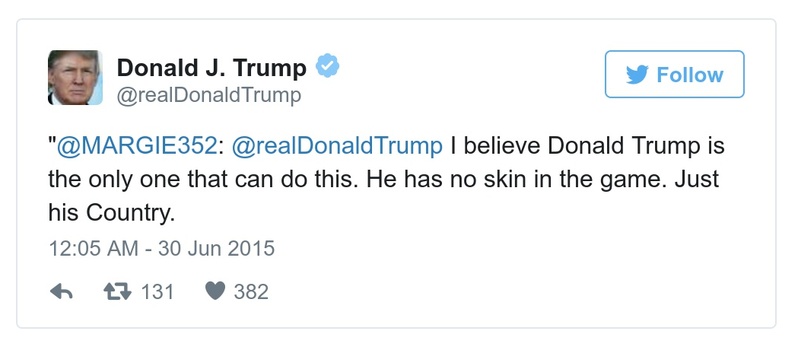 Donald J. Trump
@realDonaldTrump
Follow
"@MARGIE352: @realDonaldTrump I believe Donald Trump is
the only one that can do this. He has no skin in the game. Just
his Country.
12:05 AM - 30 Jun 2015
131 382